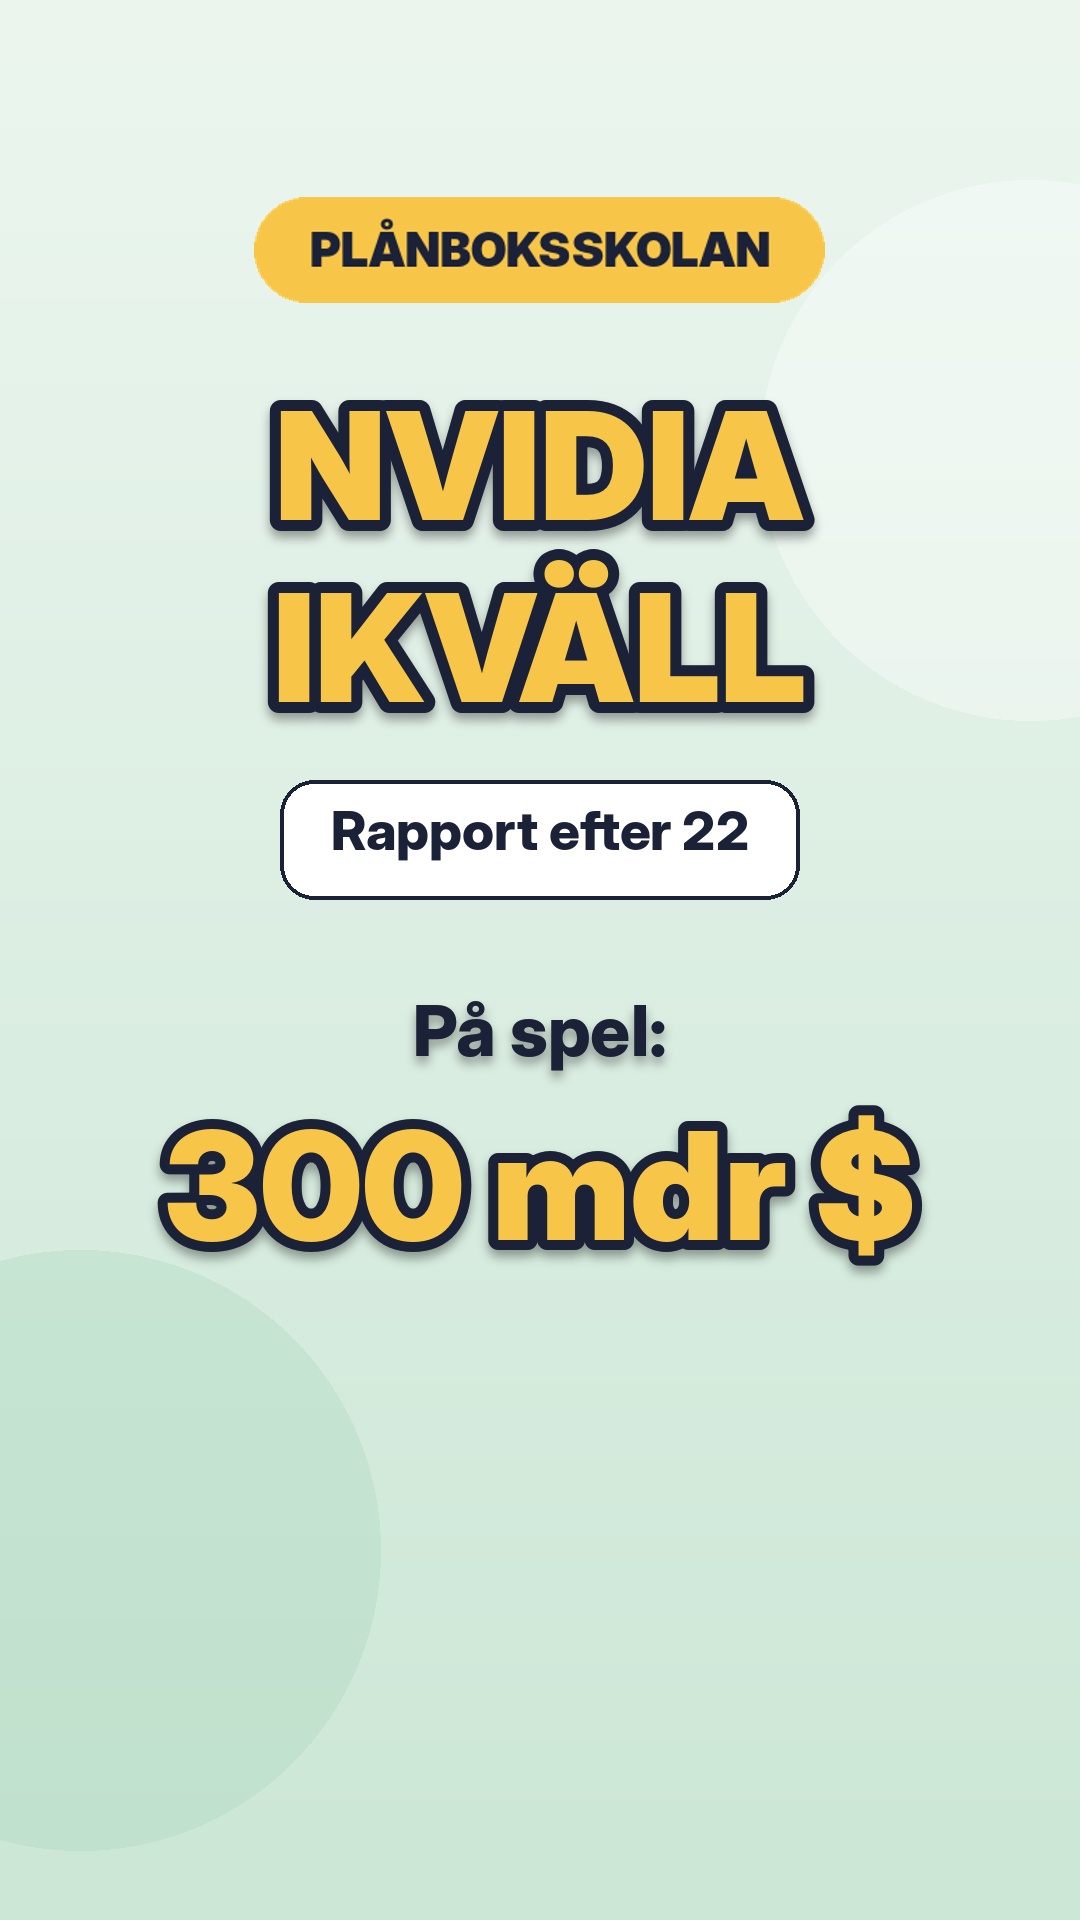 PLÅNBOKSSKOLAN
NVIDIA
IKVÄLL
Rapport efter 22
På spel:
300 mdr $